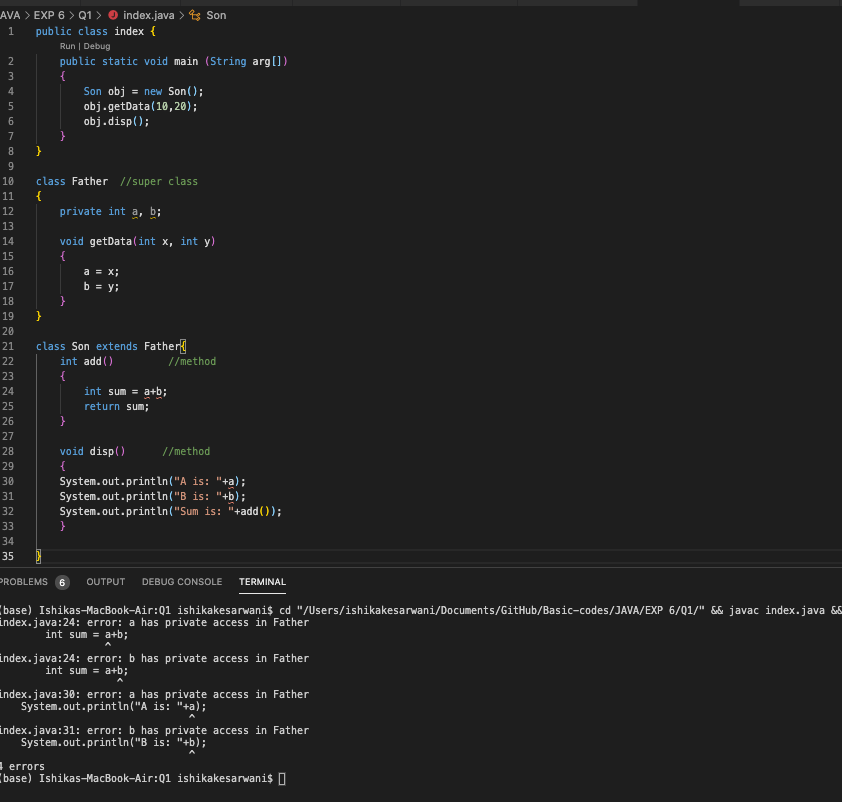 AVA > EXP 6 > Q1 > index.java > Son
1 public class index {
Run | Debug
2 public static void main (String arg[])
3 {
4 Son obj = new Son();
5 obj.getData(10,20);
6 obj.disp();
7 }
8 }
9
10 class Father //super class
11 {
12 private int a, b;
13
14 void getData(int x, int y)
15 {
16 a = x;
17 b = y;
18 }
19 }
20
21 class Son extends Father{
22 int add() //method
23 {
24 int sum = a+b;
25 return sum;
26 }
27
28 void disp() //method
29 {
30 System.out.println("A is: "+a);
31 System.out.println("B is: "+b);
32 System.out.println("Sum is: "+add());
33 }
34
35 }
PROBLEMS 6 OUTPUT DEBUG CONSOLE TERMINAL
(base) Ishikas-MacBook-Air:Q1 ishikakesarwani$ cd "/Users/ishikakesarwani/Documents/GitHub/Basic-codes/JAVA/EXP 6/Q1/" && javac index.java &&
index.java:24: error: a has private access in Father
int sum = a+b;
^
index.java:24: error: b has private access in Father
int sum = a+b;
^
index.java:30: error: a has private access in Father
System.out.println("A is: "+a);
^
index.java:31: error: b has private access in Father
System.out.println("B is: "+b);
^
4 errors
(base) Ishikas-MacBook-Air:Q1 ishikakesarwani$